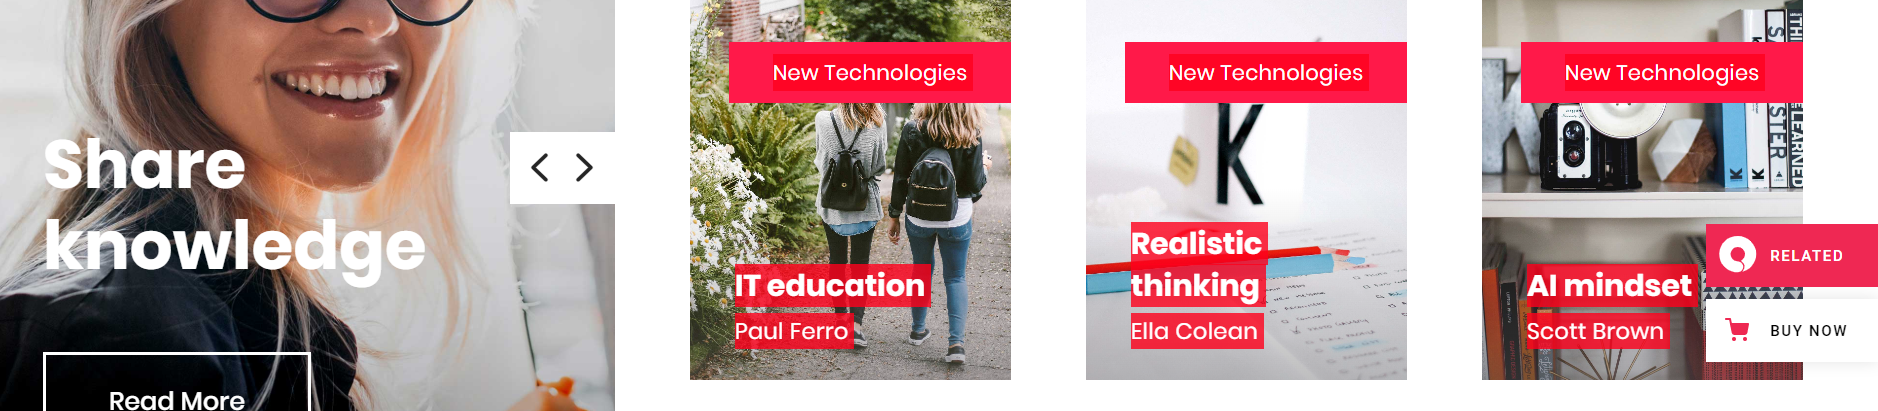 Share
knowledge
Read More
New Technologies
IT education
Paul Ferro
New Technologies
K
Realistic
thinking
Ella Colean
New Technologies
AI mindset
Scott Brown
RELATED
BUY NOW